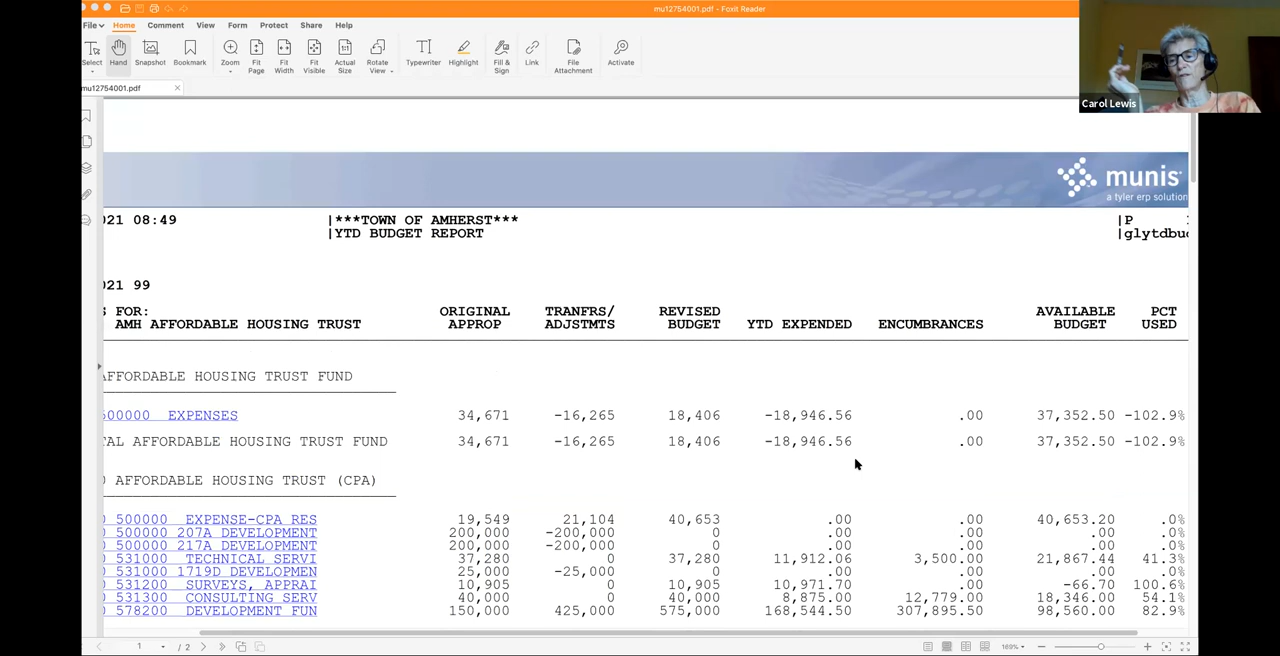 mu12754001.pdf - Foxit Reader
File Home Comment View Form Protect Share Help
Select Hand Snapshot Bookmark Zoom Fit Page Fit Width Fit Visible Actual Size Rotate View Typewriter Highlight Fill & Sign Link File Attachment Activate
mu12754001.pdf
Carol Lewis
munis
a tyler erp solution
021 08:49 |***TOWN OF AMHERST*** |P
|YTD BUDGET REPORT |glytdbud
021 99
S FOR: ORIGINAL TRANFRS/ REVISED AVAILABLE PCT
AMH AFFORDABLE HOUSING TRUST APPROP ADJSTMTS BUDGET YTD EXPENDED ENCUMBRANCES BUDGET USED
AFFORDABLE HOUSING TRUST FUND
500000 EXPENSES 34,671 -16,265 18,406 -18,946.56 .00 37,352.50 -102.9%
TAL AFFORDABLE HOUSING TRUST FUND 34,671 -16,265 18,406 -18,946.56 .00 37,352.50 -102.9%
AFFORDABLE HOUSING TRUST (CPA)
500000 EXPENSE-CPA RES 19,549 21,104 40,653 .00 .00 40,653.20 .0%
500000 207A DEVELOPMENT 200,000 -200,000 0 .00 .00 .00 .0%
500000 217A DEVELOPMENT 200,000 -200,000 0 .00 .00 .00 .0%
531000 TECHNICAL SERVI 37,280 0 37,280 11,912.06 3,500.00 21,867.44 41.3%
531000 1719D DEVELOPMEN 25,000 -25,000 0 .00 .00 .00 .0%
531200 SURVEYS, APPRAI 10,905 0 10,905 10,971.70 .00 -66.70 100.6%
531300 CONSULTING SERV 40,000 0 40,000 8,875.00 12,779.00 18,346.00 54.1%
578200 DEVELOPMENT FUN 150,000 425,000 575,000 168,544.50 307,895.50 98,560.00 82.9%
1 / 2 169%